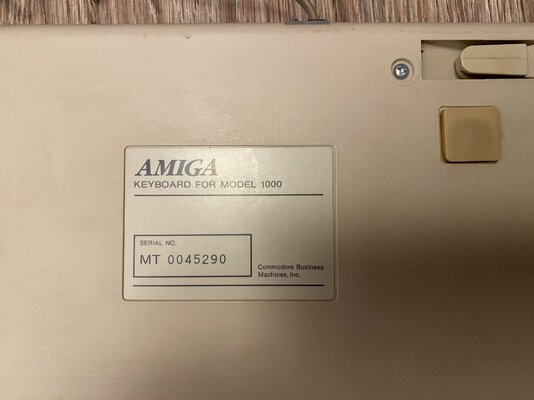 AMIGA
KEYBOARD FOR MODEL 1000
SERIAL NO.
MT 0045290
Commodore Business
Machines, Inc.